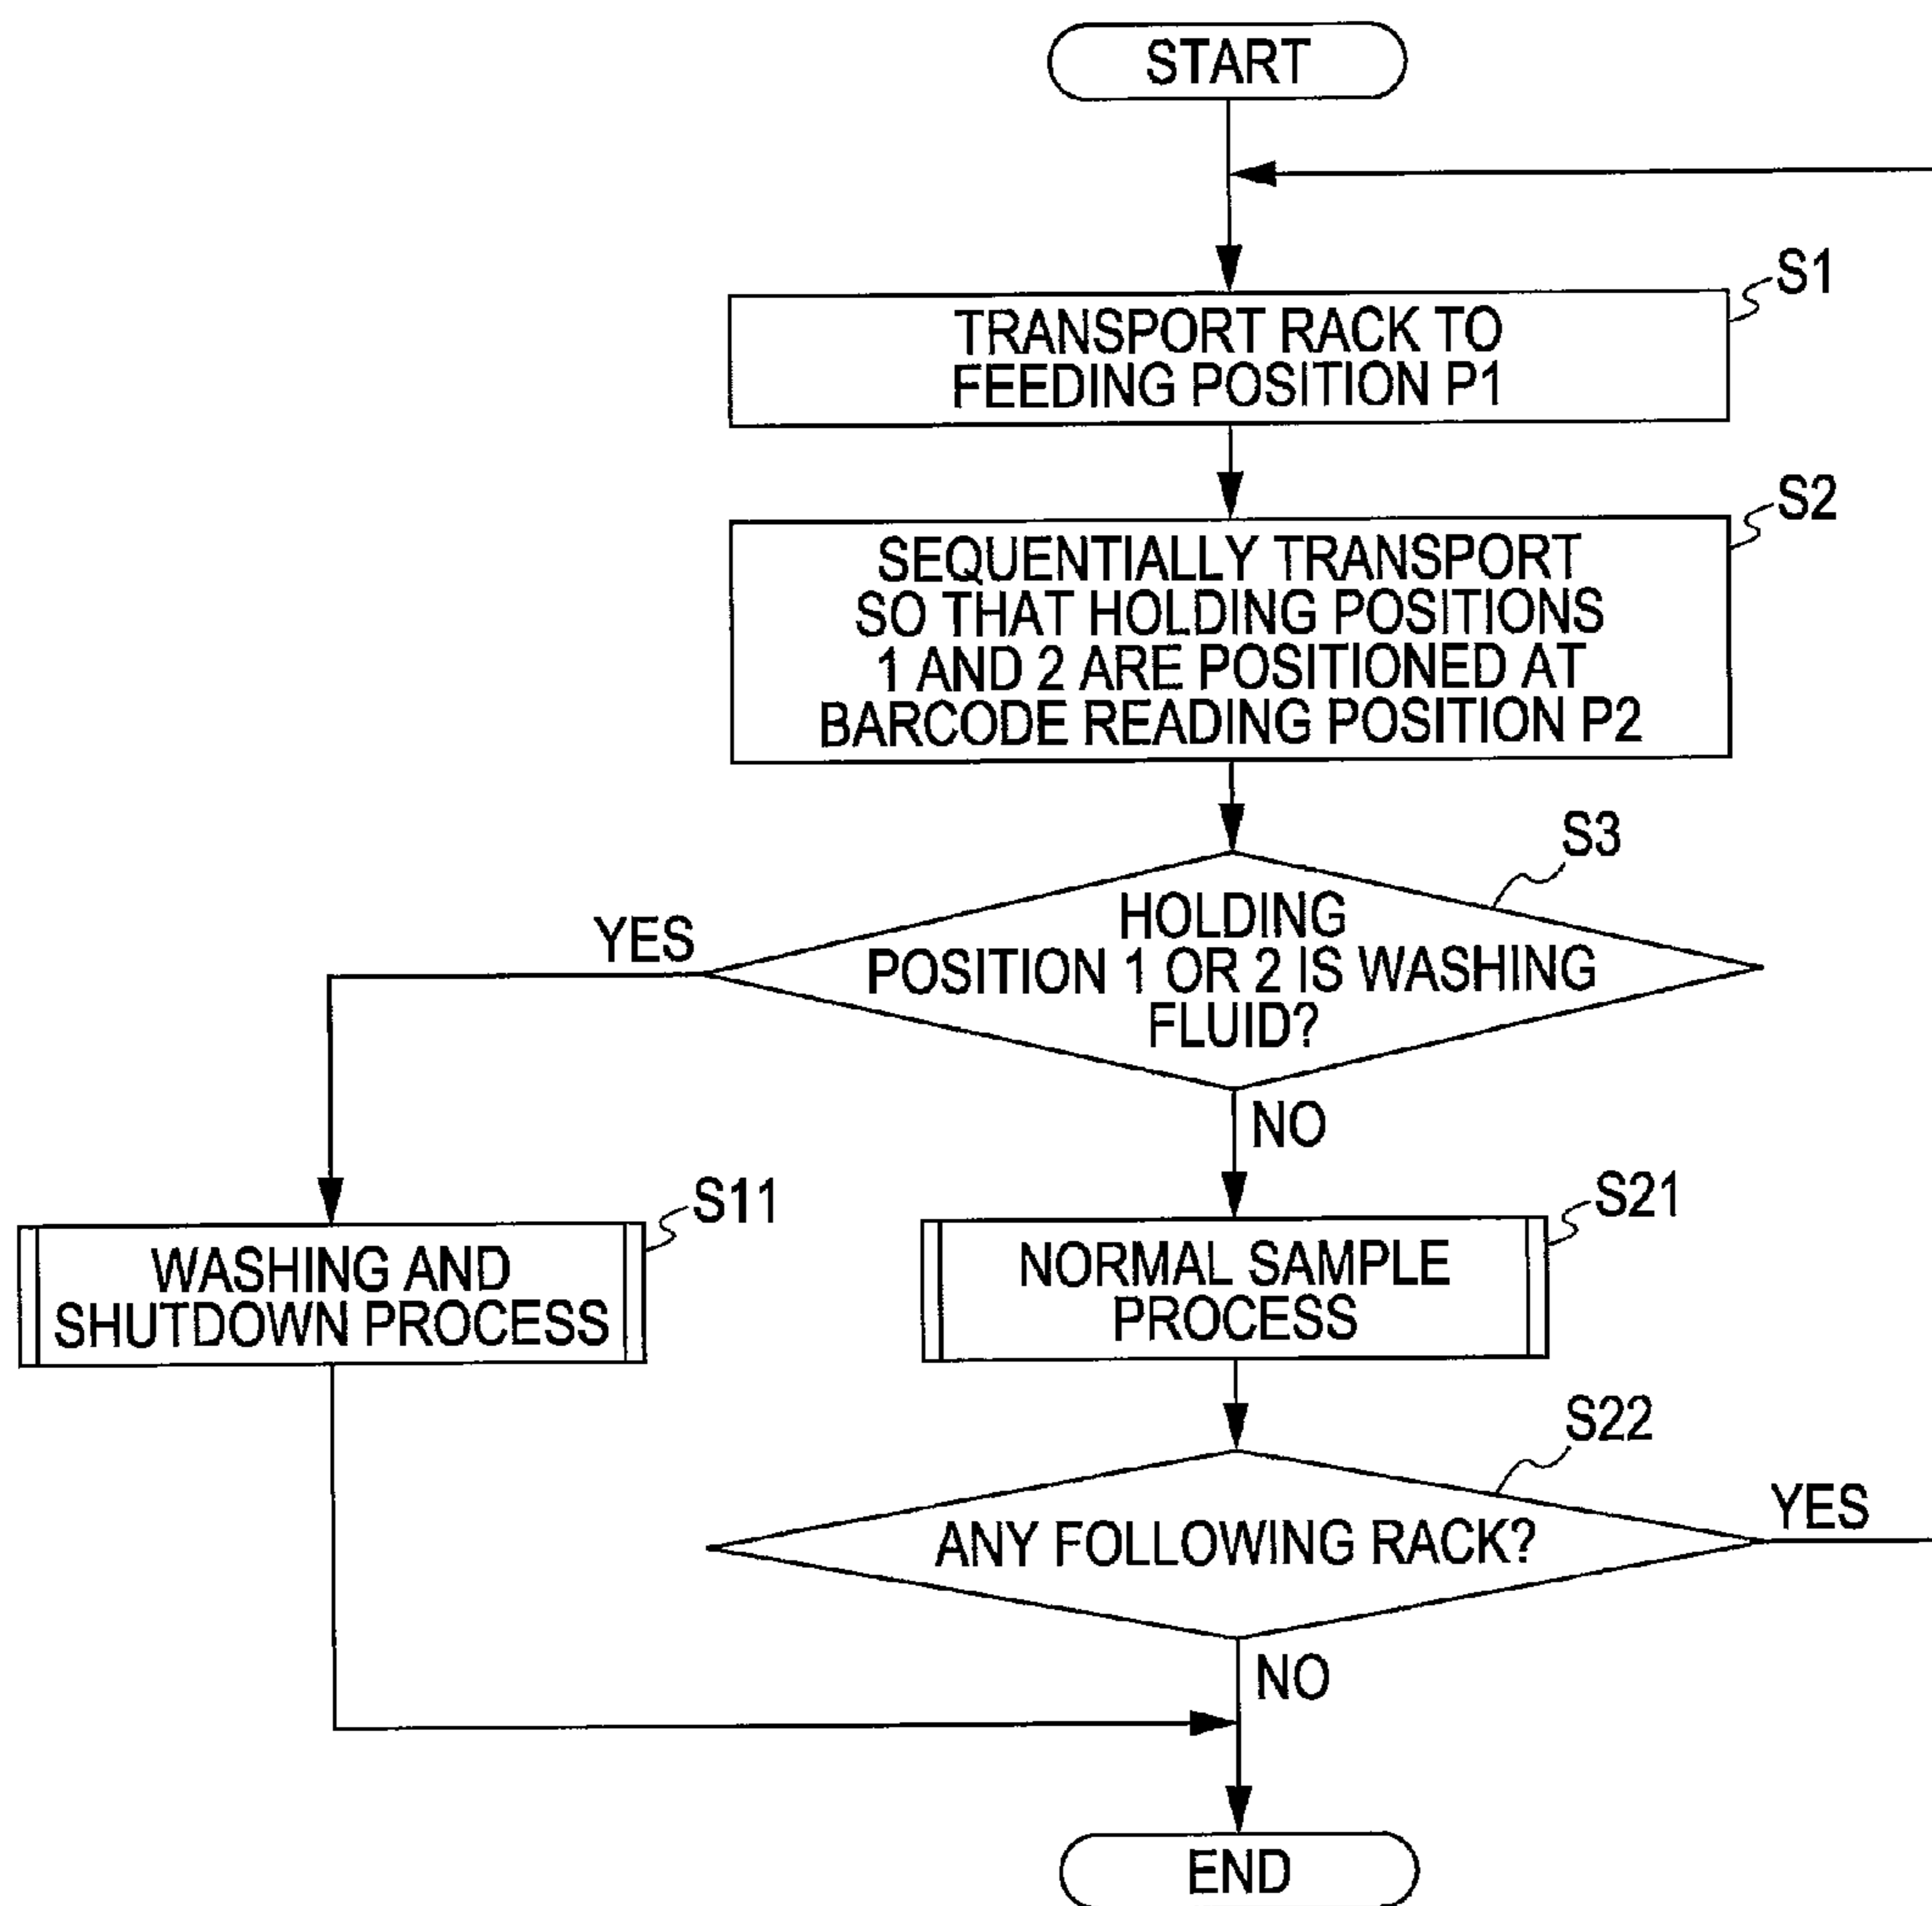 START
S1
TRANSPORT RACK TO
FEEDING POSITION P1
S2
SEQUENTIALLY TRANSPORT
SO THAT HOLDING POSITIONS
1 AND 2 ARE POSITIONED AT
BARCODE READING POSITION P2
S3
HOLDING
POSITION 1 OR 2 IS WASHING
FLUID?
YES
NO
S11
WASHING AND
SHUTDOWN PROCESS
S21
NORMAL SAMPLE
PROCESS
S22
ANY FOLLOWING RACK?
YES
NO
END